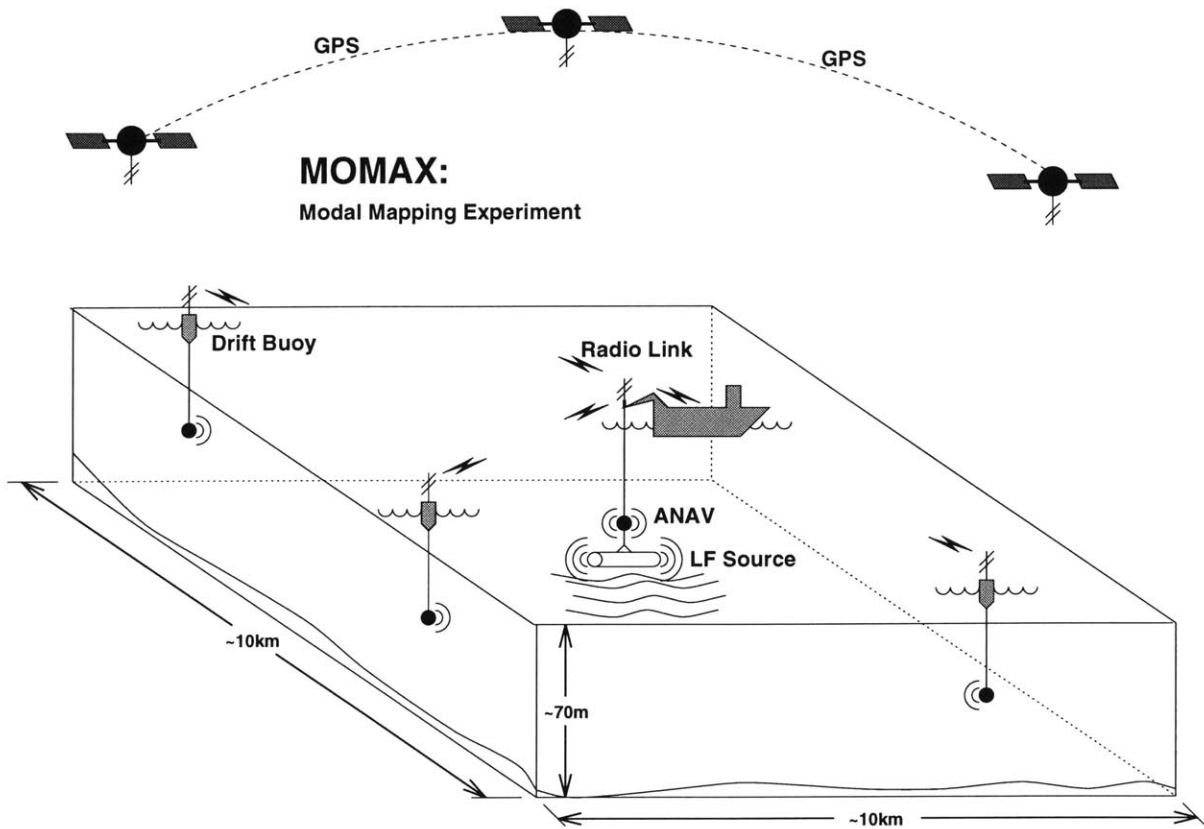 GPS
GPS
MOMAX:
Modal Mapping Experiment
Drift Buoy
Radio Link
ANAV
LF Source
~10km
~70m
~10km